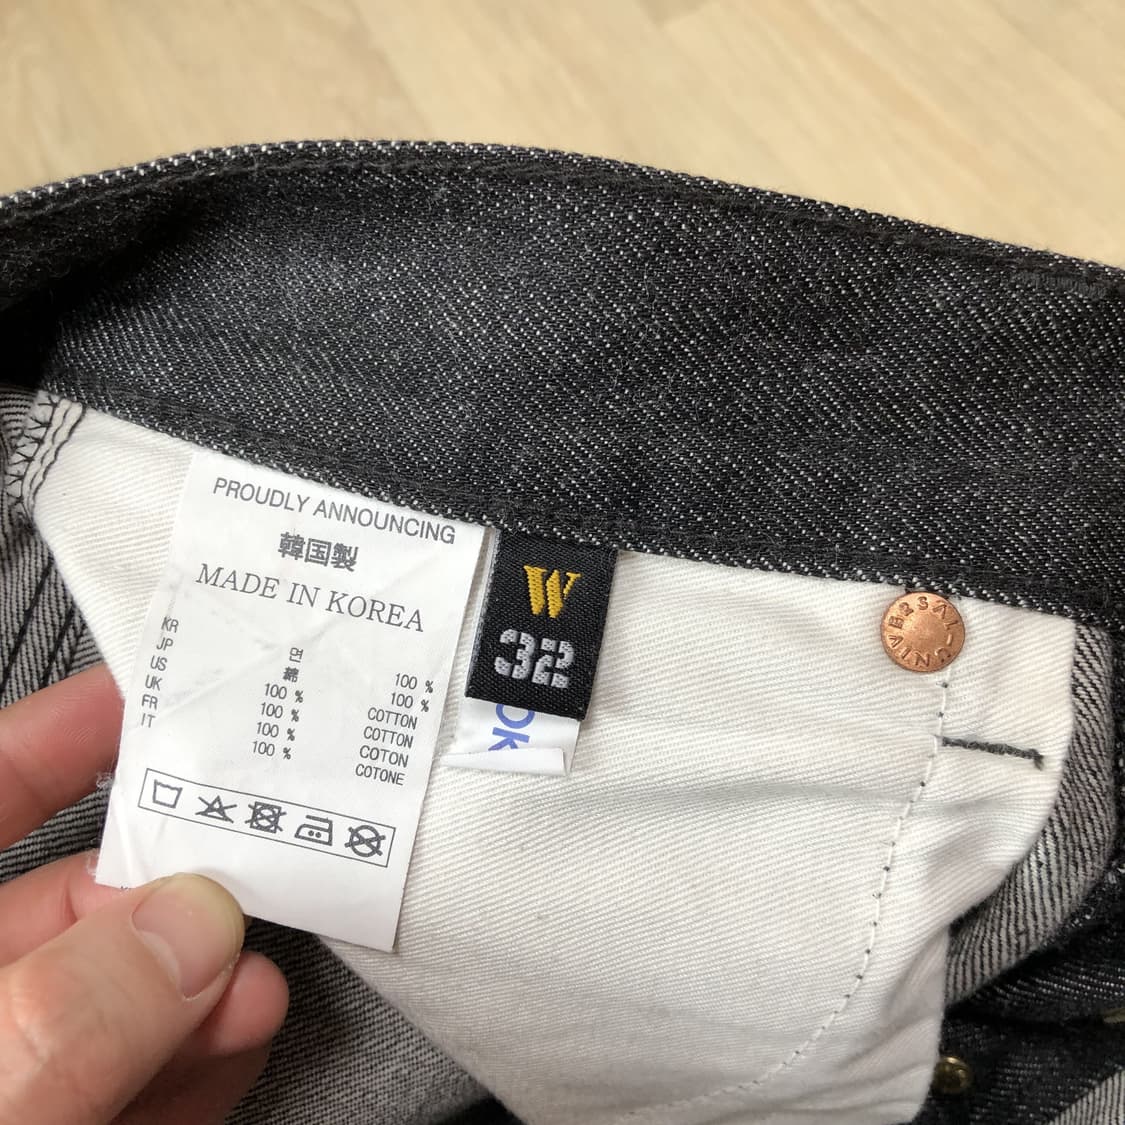 PROUDLY ANNOUNCING
韓国製
MADE IN KOREA
KR 면 100 %
JP 綿 100 %
US 100 % COTTON
UK 100 % COTTON
FR 100 % COTON
IT 100 % COTONE
W
32
OK